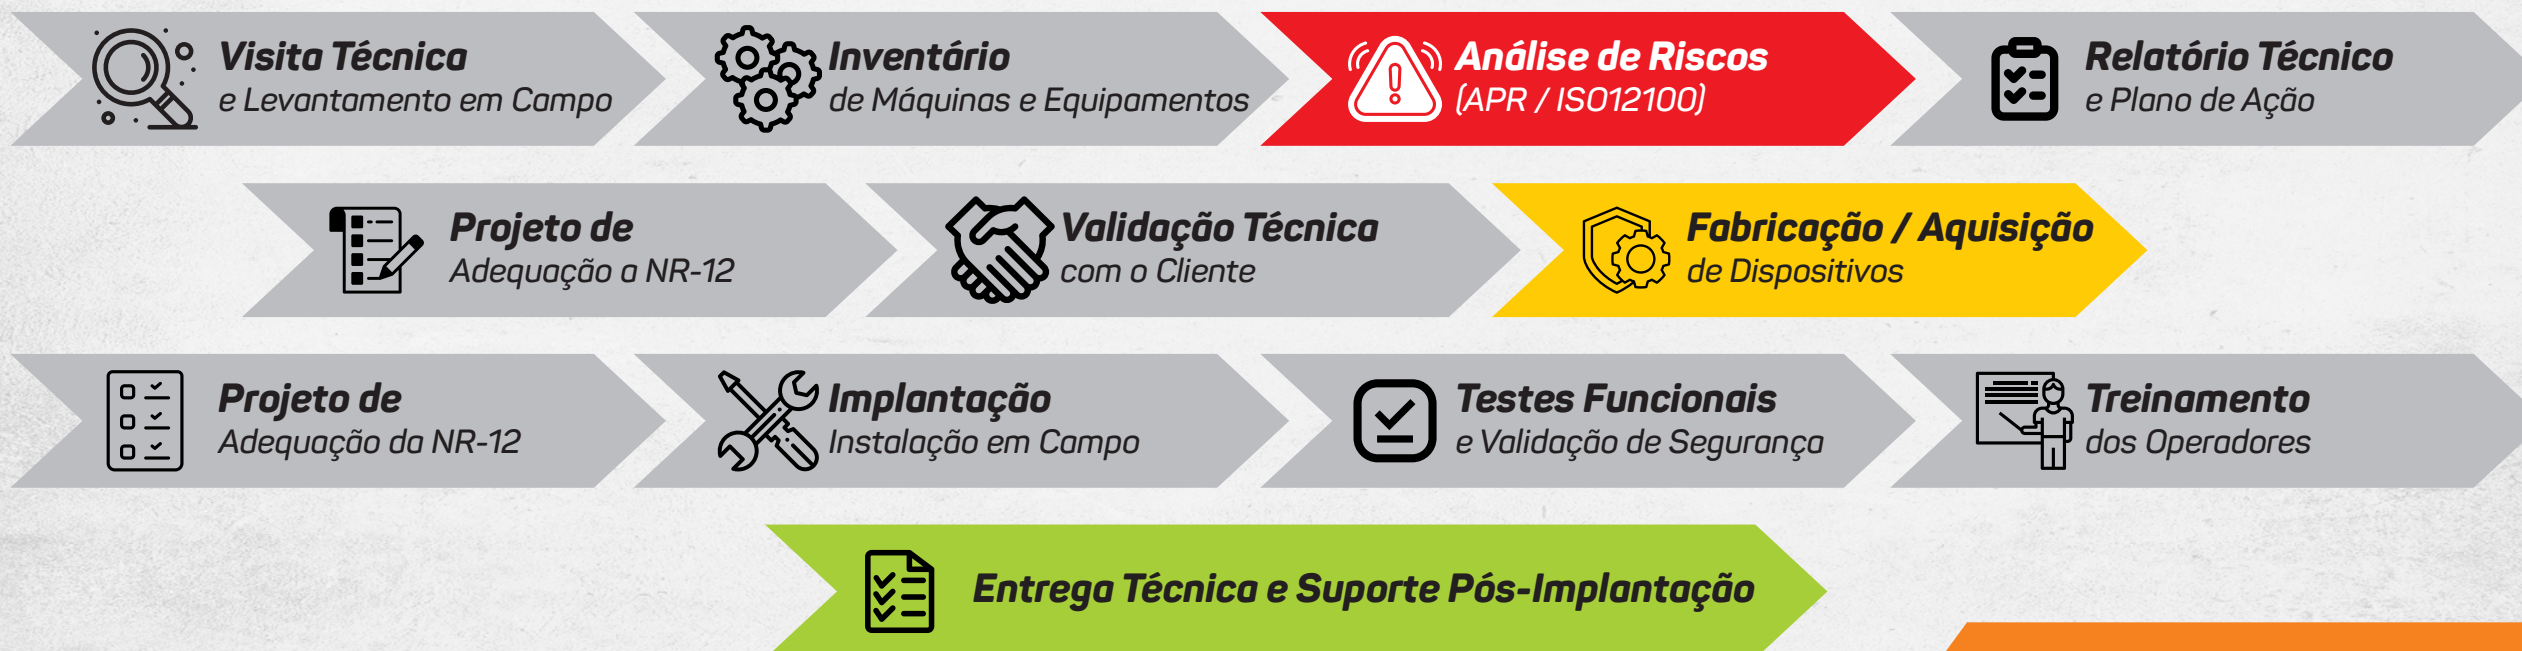 Visita Técnica
e Levantamento em Campo
Inventário
de Máquinas e Equipamentos
Análise de Riscos
(APR / ISO12100)
Relatório Técnico
e Plano de Ação
Projeto de
Adequação a NR-12
Validação Técnica
com o Cliente
Fabricação / Aquisição
de Dispositivos
Projeto de
Adequação da NR-12
Implantação
Instalação em Campo
Testes Funcionais
e Validação de Segurança
Treinamento
dos Operadores
Entrega Técnica e Suporte Pós-Implantação